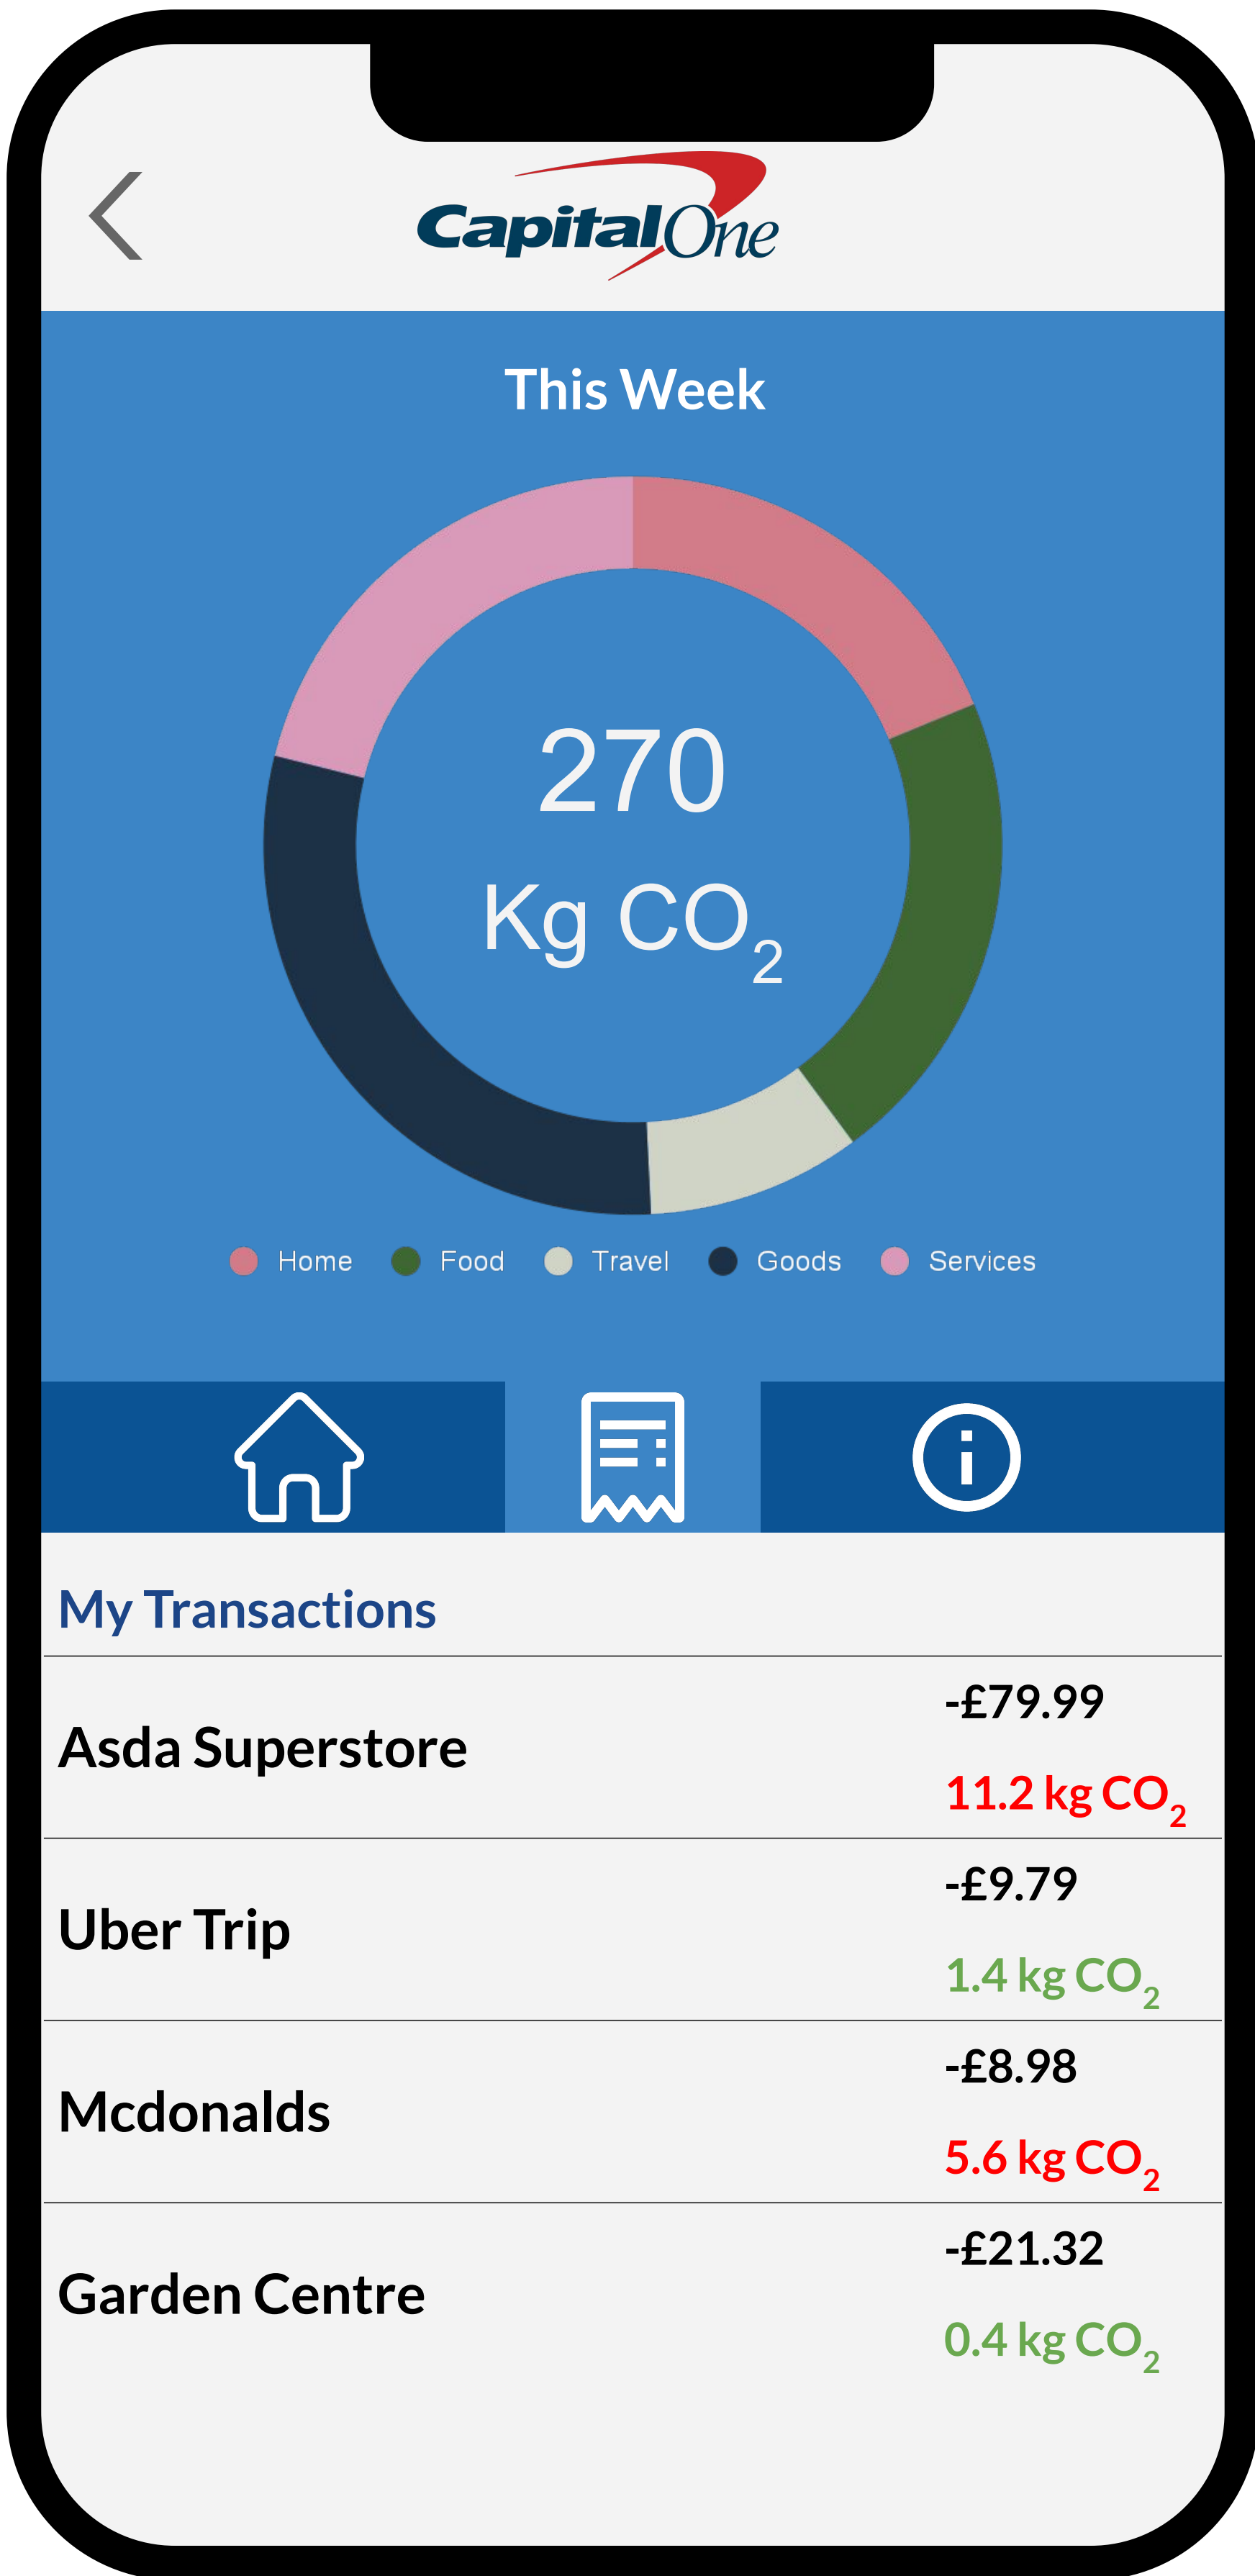 CapitalOne
This Week
270
Kg CO₂
Home Food Travel Goods Services
My Transactions
-£79.99
Asda Superstore
11.2 kg CO₂
-£9.79
Uber Trip
1.4 kg CO₂
-£8.98
Mcdonalds
5.6 kg CO₂
-£21.32
Garden Centre
0.4 kg CO₂